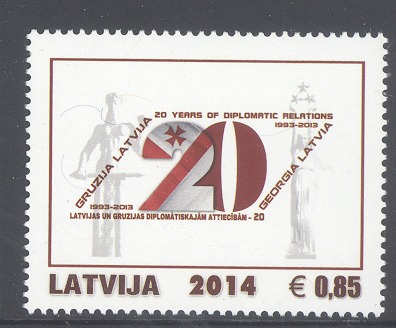 20 YEARS OF DIPLOMATIC RELATIONS
1993-2013
GRUZIJA LATVIJA
20
GEORGIA LATVIA
1993-2013
LATVIJAS UN GRUZIJAS DIPLOMĀTISKAJĀM ATTIECĪBĀM - 20
LATVIJA 2014 € 0,85